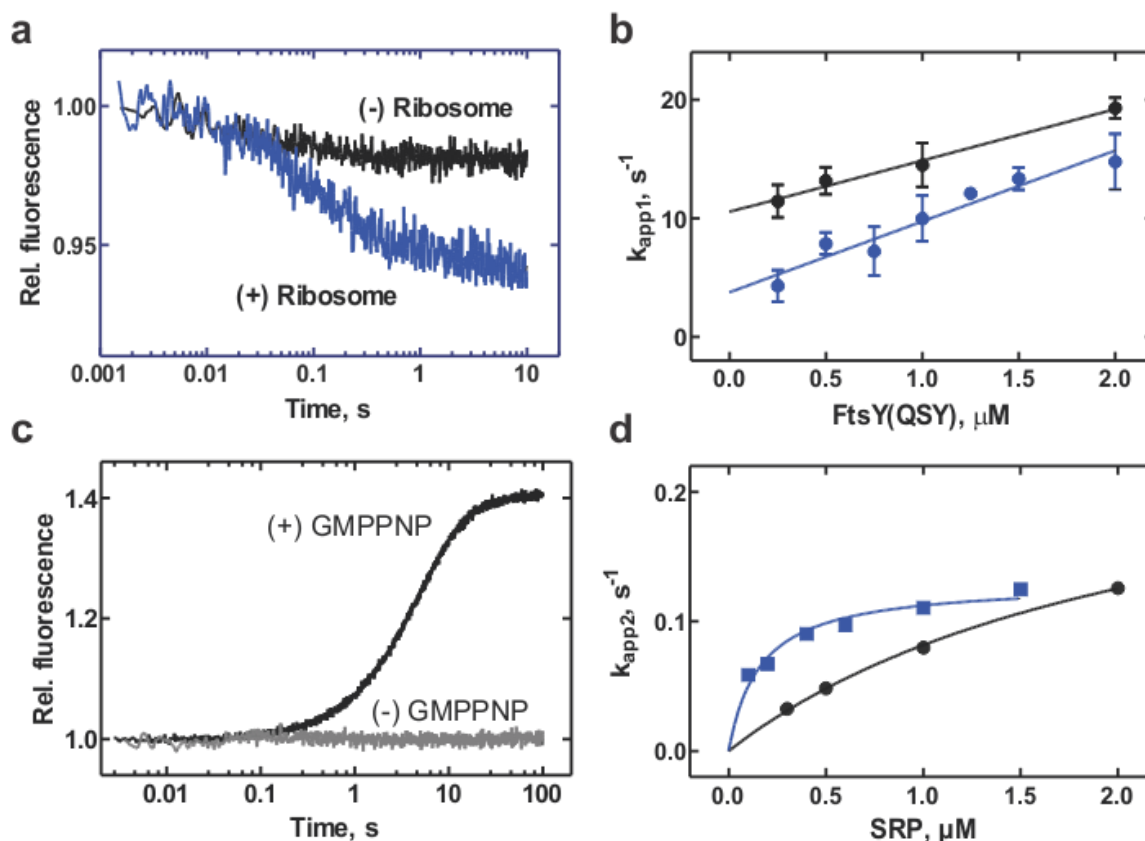 a
1.00
0.95
Rel. fluorescence
(-) Ribosome
(+) Ribosome
0.001 0.01 0.1 1 10
Time, s
b
20
10
0
kapp1, s-1
0.0 0.5 1.0 1.5 2.0
FtsY(QSY), μM
c
1.4
1.2
1.0
Rel. fluorescence
(+) GMPPNP
(-) GMPPNP
0.01 0.1 1 10 100
Time, s
d
0.2
0.1
0.0
kapp2, s-1
0.0 0.5 1.0 1.5 2.0
SRP, μM